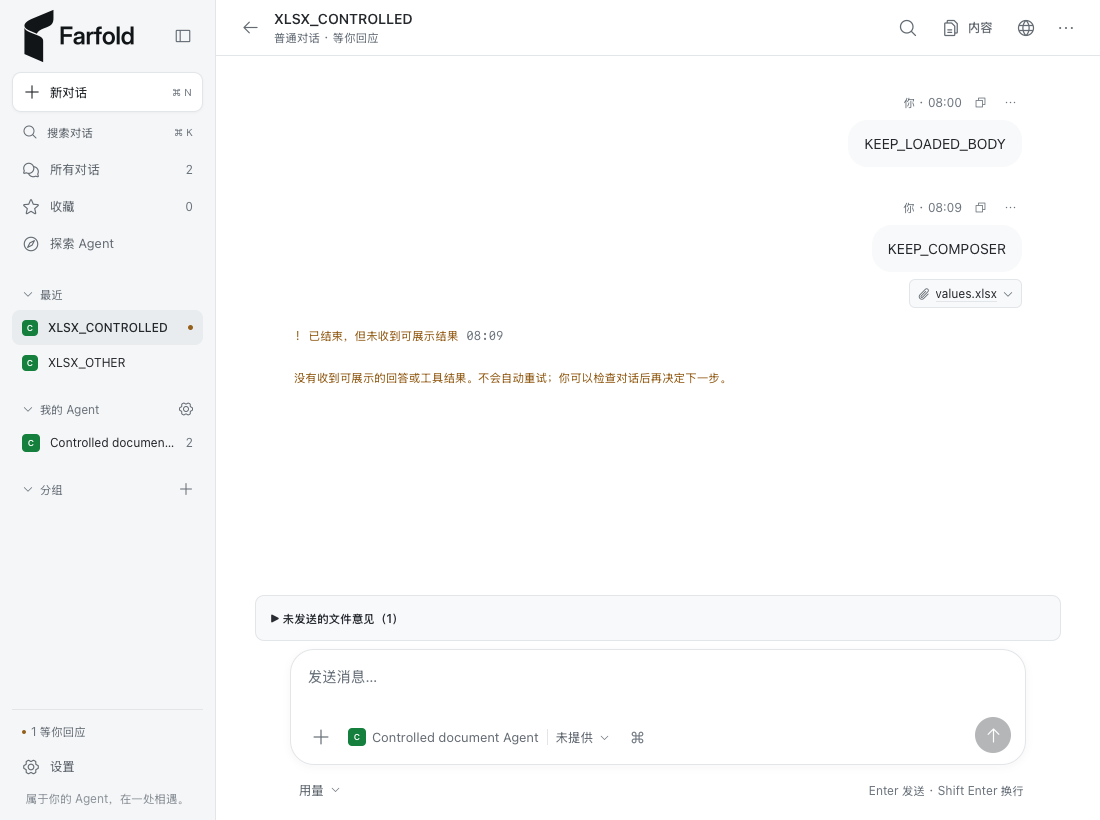 Farfold
新对话
⌘ N
搜索对话
⌘ K
所有对话
2
收藏
0
探索 Agent
最近
C
XLSX_CONTROLLED
C
XLSX_OTHER
我的 Agent
C
Controlled documen...
2
分组
1 等你回应
设置
属于你的 Agent，在一处相遇。
XLSX_CONTROLLED
普通对话 · 等你回应
内容
你 · 08:00
KEEP_LOADED_BODY
你 · 08:09
KEEP_COMPOSER
values.xlsx
! 已结束，但未收到可展示结果 08:09
没有收到可展示的回答或工具结果。不会自动重试；你可以检查对话后再决定下一步。
未发送的文件意见（1）
发送消息…
C
Controlled document Agent
未提供
⌘
用量
Enter 发送 · Shift Enter 换行